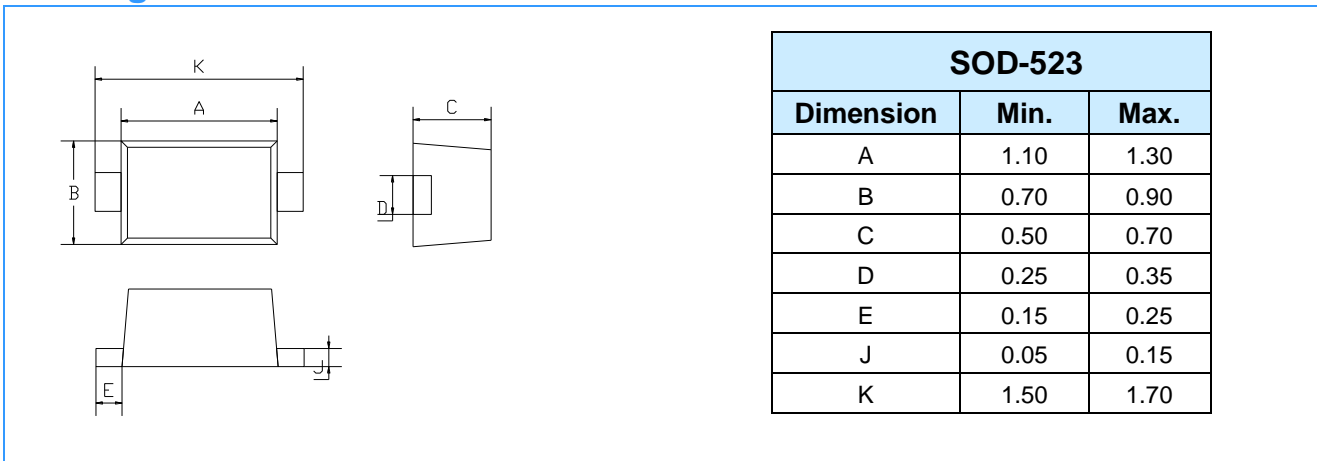 K
A
B
C
D
E
J
SOD-523
Dimension Min. Max.
A 1.10 1.30
B 0.70 0.90
C 0.50 0.70
D 0.25 0.35
E 0.15 0.25
J 0.05 0.15
K 1.50 1.70